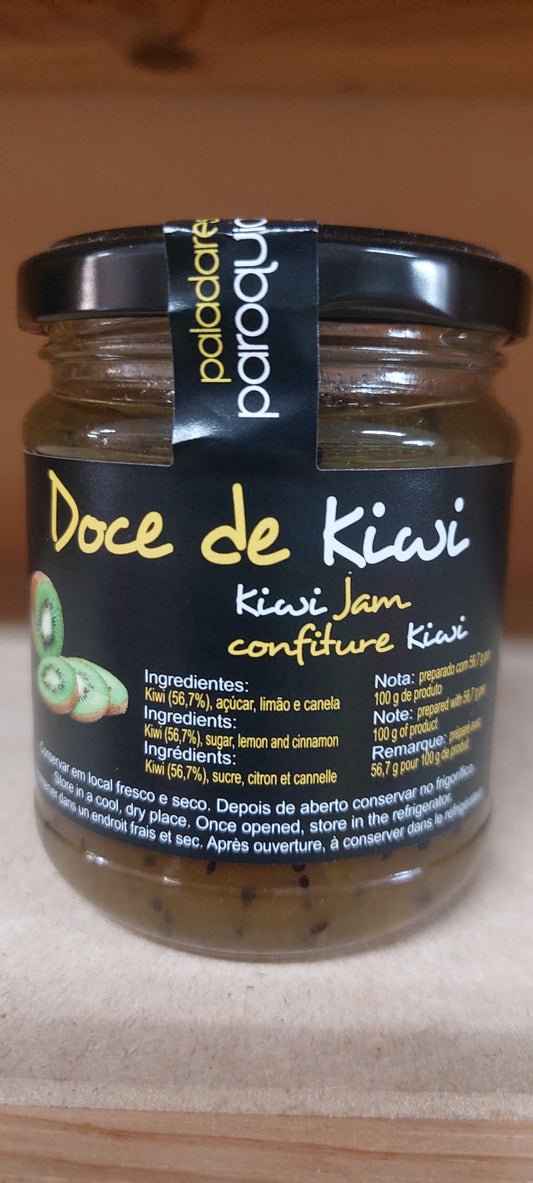 paladares
Doce de Kiwi
Kiwi Jam
confiture Kiwi
Ingredientes:
Kiwi (56,7%), açúcar, limão e canela
Ingredients:
Kiwi (56,7%), sugar, lemon and cinnamon
Ingrédients:
Kiwi (56,7%), sucre, citron et cannelle
Nota: preparado com 56,7 g por
100 g de produto
Note: prepared with 56,7 g per
100 g of product
Remarque: préparé avec
56,7 g pour 100 g de produit
Conservar em local fresco e seco. Depois de aberto conservar no frigorífico.
Store in a cool, dry place. Once opened, store in the refrigerator.
dans un endroit frais et sec. Après ouverture, à conserver dans le